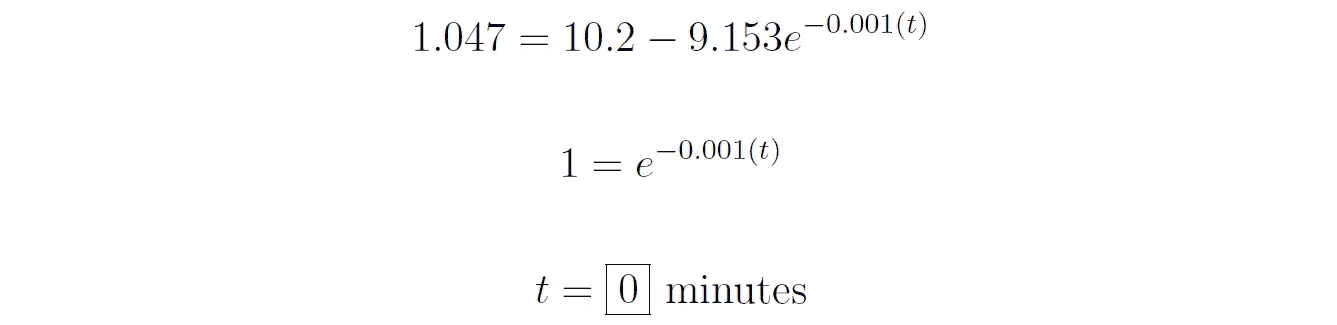 1.047 = 10.2 − 9.153e^{−0.001(t)}
1 = e^{−0.001(t)}
t = 0 minutes